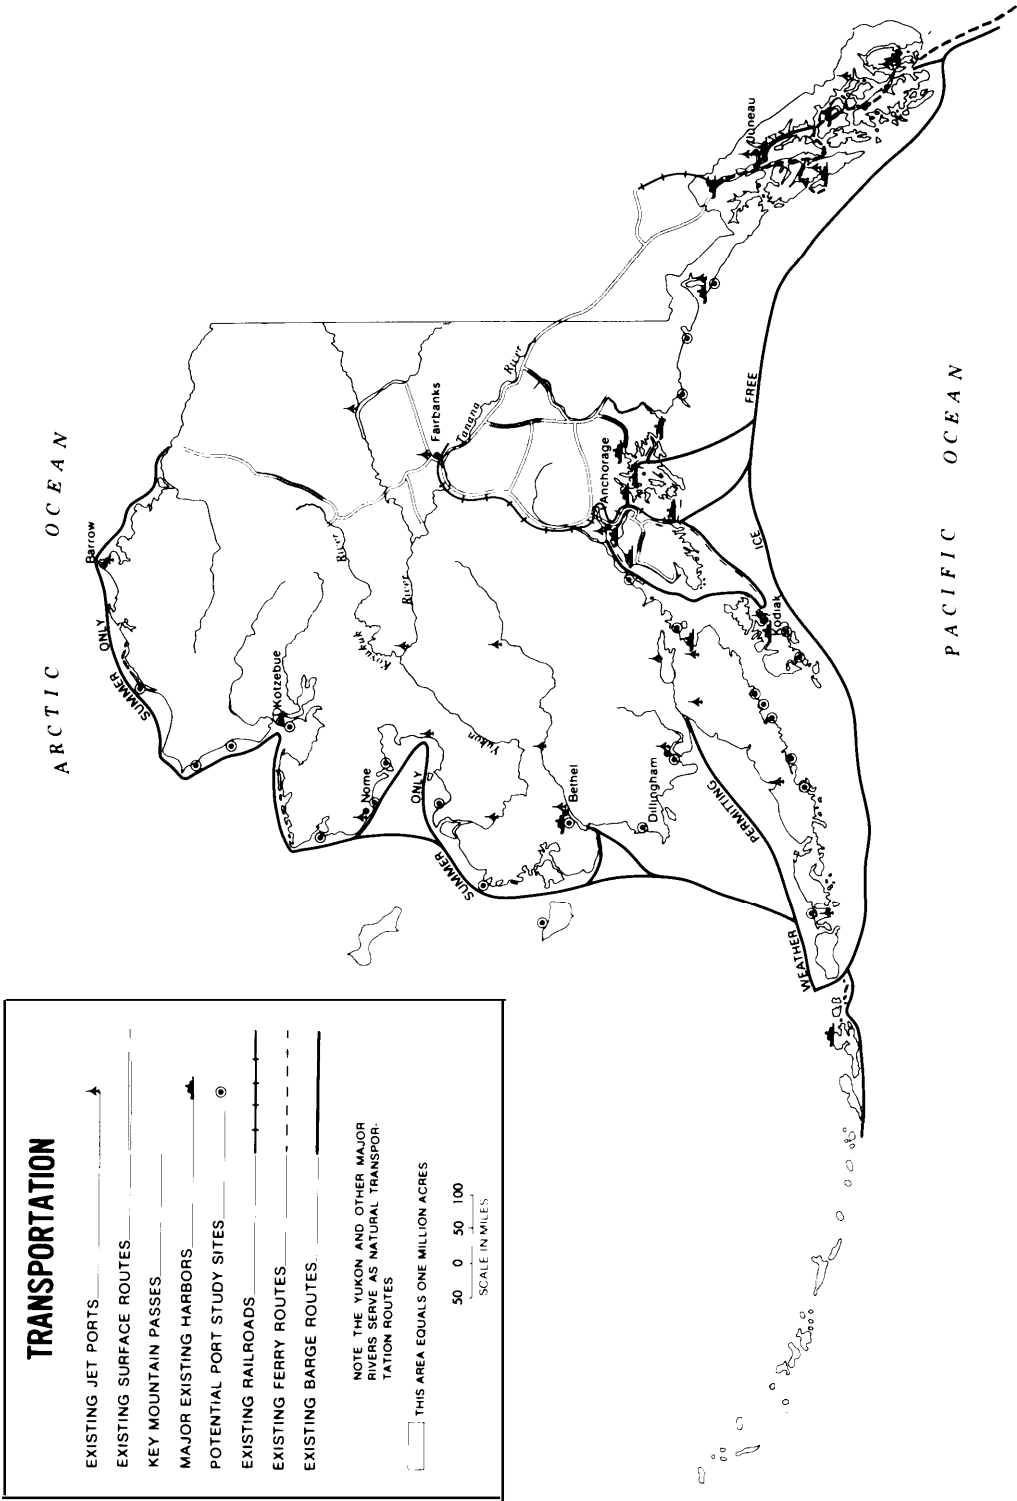 TRANSPORTATION
EXISTING JET PORTS
EXISTING SURFACE ROUTES
KEY MOUNTAIN PASSES
MAJOR EXISTING HARBORS
POTENTIAL PORT STUDY SITES
EXISTING RAILROADS
EXISTING FERRY ROUTES
EXISTING BARGE ROUTES
NOTE THE YUKON AND OTHER MAJOR
RIVERS SERVE AS NATURAL TRANSPOR-
TATION ROUTES
THIS AREA EQUALS ONE MILLION ACRES
50 0 50 100
SCALE IN MILES
ARCTIC OCEAN
Barrow
SUMMER ONLY
Kotzebue
Koyukuk River
Yukon River
Nome
SUMMER ONLY
Fairbanks
Tanana River
Bethel
Anchorage
Dillingham
Juneau
Kodiak
WEATHER PERMITTING
ICE FREE
PACIFIC OCEAN